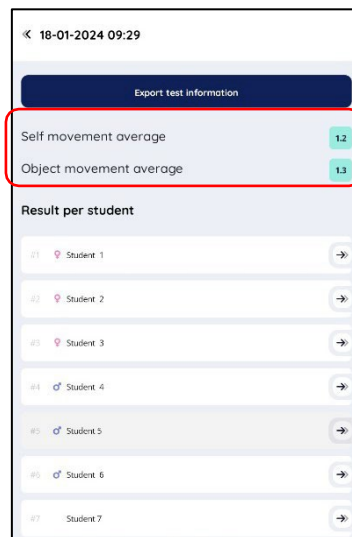 18-01-2024 09:29
Export test information
Self movement average 1.2
Object movement average 1.3
Result per student
#1 Student 1
#2 Student 2
#3 Student 3
#4 Student 4
#5 Student 5
#6 Student 6
#7 Student 7